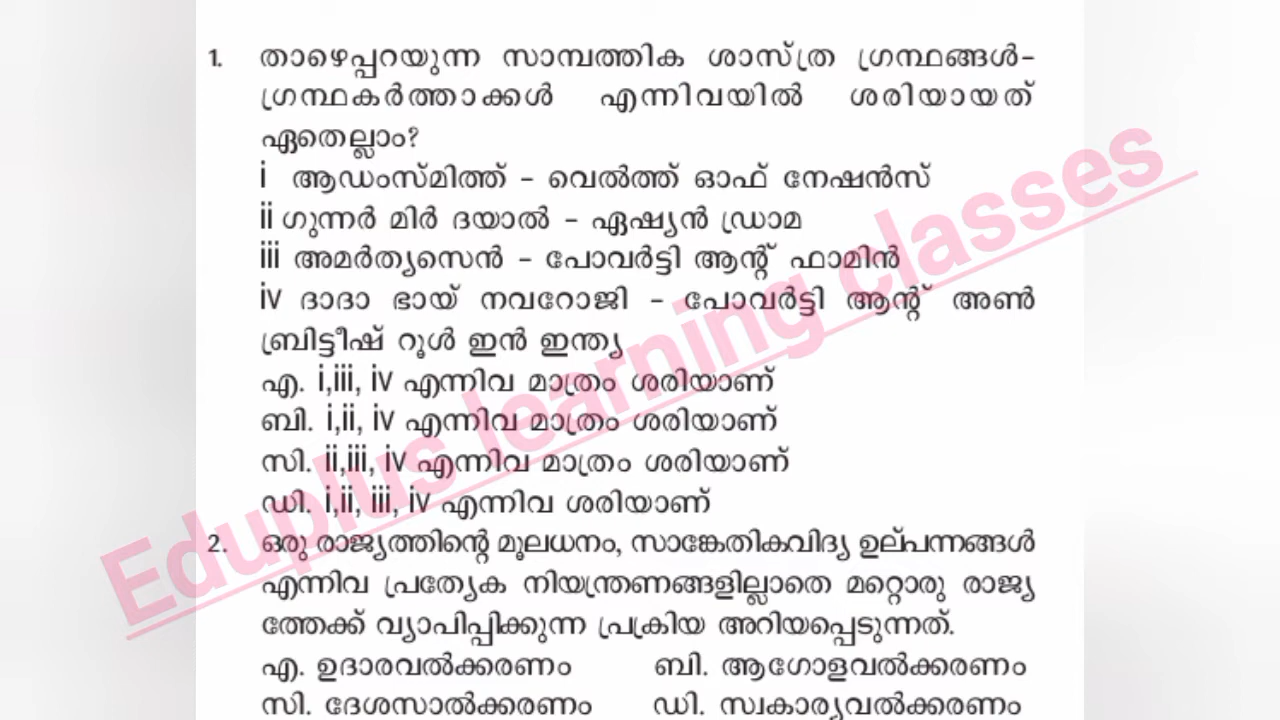 1. താഴെപ്പറയുന്ന സാമ്പത്തിക ശാസ്ത്ര ഗ്രന്ഥങ്ങൾ-
ഗ്രന്ഥകർത്താക്കൾ എന്നിവയിൽ ശരിയായത്
ഏതെല്ലാം?
i ആഡംസ്മിത്ത് - വെൽത്ത് ഓഫ് നേഷൻസ്
ii ഗുന്നർ മിർ ദയാൽ - ഏഷ്യൻ ഡ്രാമ
iii അമർത്യസെൻ - പോവർട്ടി ആന്റ് ഫാമിൻ
iv ദാദാ ഭായ് നവറോജി - പോവർട്ടി ആന്റ് അൺ
ബ്രിട്ടീഷ് റൂൾ ഇൻ ഇന്ത്യ
എ. i,iii, iv എന്നിവ മാത്രം ശരിയാണ്
ബി. i,ii, iv എന്നിവ മാത്രം ശരിയാണ്
സി. ii,iii, iv എന്നിവ മാത്രം ശരിയാണ്
ഡി. i,ii, iii, iv എന്നിവ ശരിയാണ്
2. ഒരു രാജ്യത്തിന്റെ മൂലധനം, സാങ്കേതികവിദ്യ ഉല്പന്നങ്ങൾ
എന്നിവ പ്രത്യേക നിയന്ത്രണങ്ങളില്ലാതെ മറ്റൊരു രാജ്യ
ത്തേക്ക് വ്യാപിപ്പിക്കുന്ന പ്രക്രിയ അറിയപ്പെടുന്നത്.
എ. ഉദാരവൽക്കരണം ബി. ആഗോളവൽക്കരണം
സി. ദേശസാൽക്കരണം ഡി. സ്വകാര്യവൽക്കരണം
Eduplus learning classes